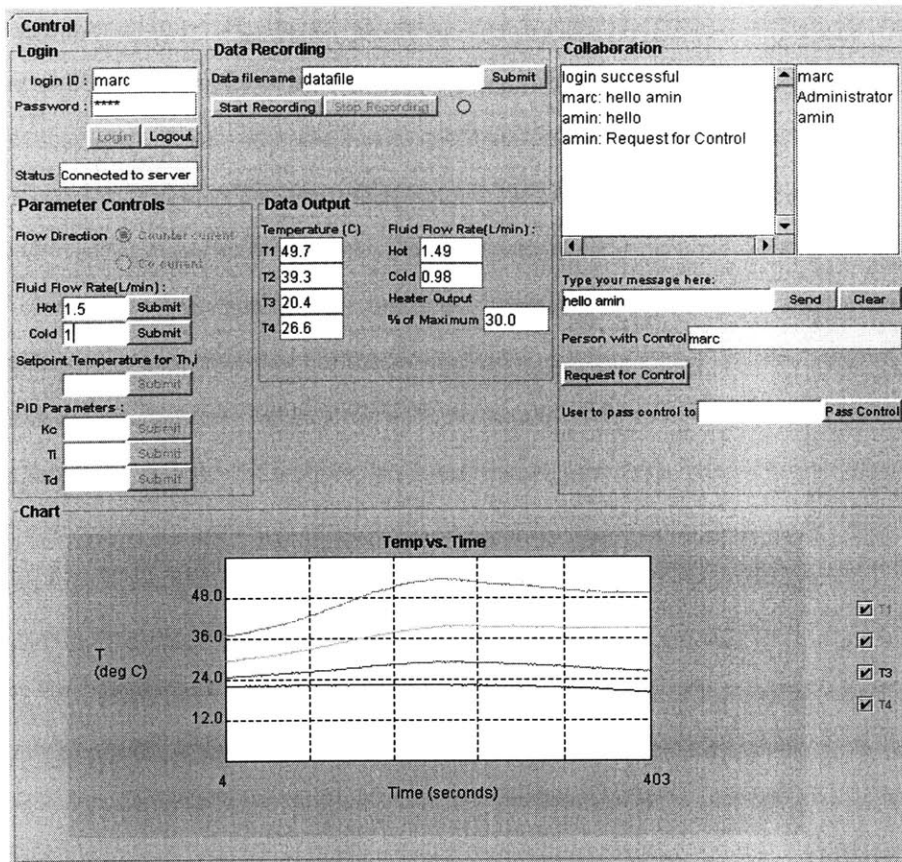 Control
Login
login ID : marc
Password : ****
Login Logout
Status Connected to server
Data Recording
Data filename datafile Submit
Start Recording Stop Recording
Collaboration
login successful
marc: hello amin
amin: hello
amin: Request for Control
marc
Administrator
amin
Type your message here:
hello amin Send Clear
Person with Control marc
Request for Control
User to pass control to Pass Control
Parameter Controls
Flow Direction Counter current
Co current
Fluid Flow Rate(L/min) :
Hot 1.5 Submit
Cold 1 Submit
Setpoint Temperature for Th,i
Submit
PID Parameters :
Kc Submit
Ti Submit
Td Submit
Data Output
Temperature (C)
T1 49.7
T2 39.3
T3 20.4
T4 26.6
Fluid Flow Rate(L/min) :
Hot 1.49
Cold 0.98
Heater Output
% of Maximum 30.0
Chart
Temp vs. Time
48.0
36.0
24.0
12.0
T
(deg C)
4 403
Time (seconds)
T1
T3
T4